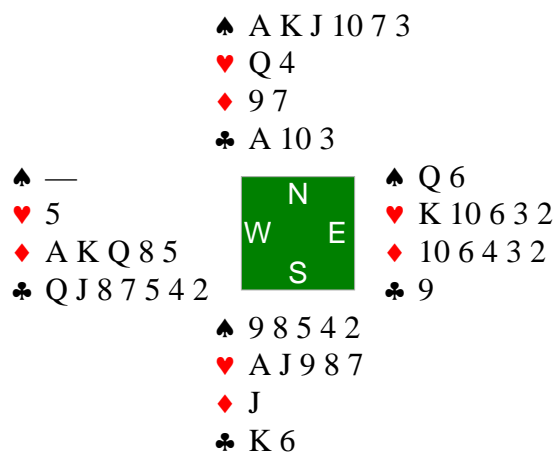 ♠ A K J 10 7 3
♥ Q 4
♦ 9 7
♣ A 10 3
♠ —
♥ 5
♦ A K Q 8 5
♣ Q J 8 7 5 4 2
N
W E
S
♠ Q 6
♥ K 10 6 3 2
♦ 10 6 4 3 2
♣ 9
♠ 9 8 5 4 2
♥ A J 9 8 7
♦ J
♣ K 6